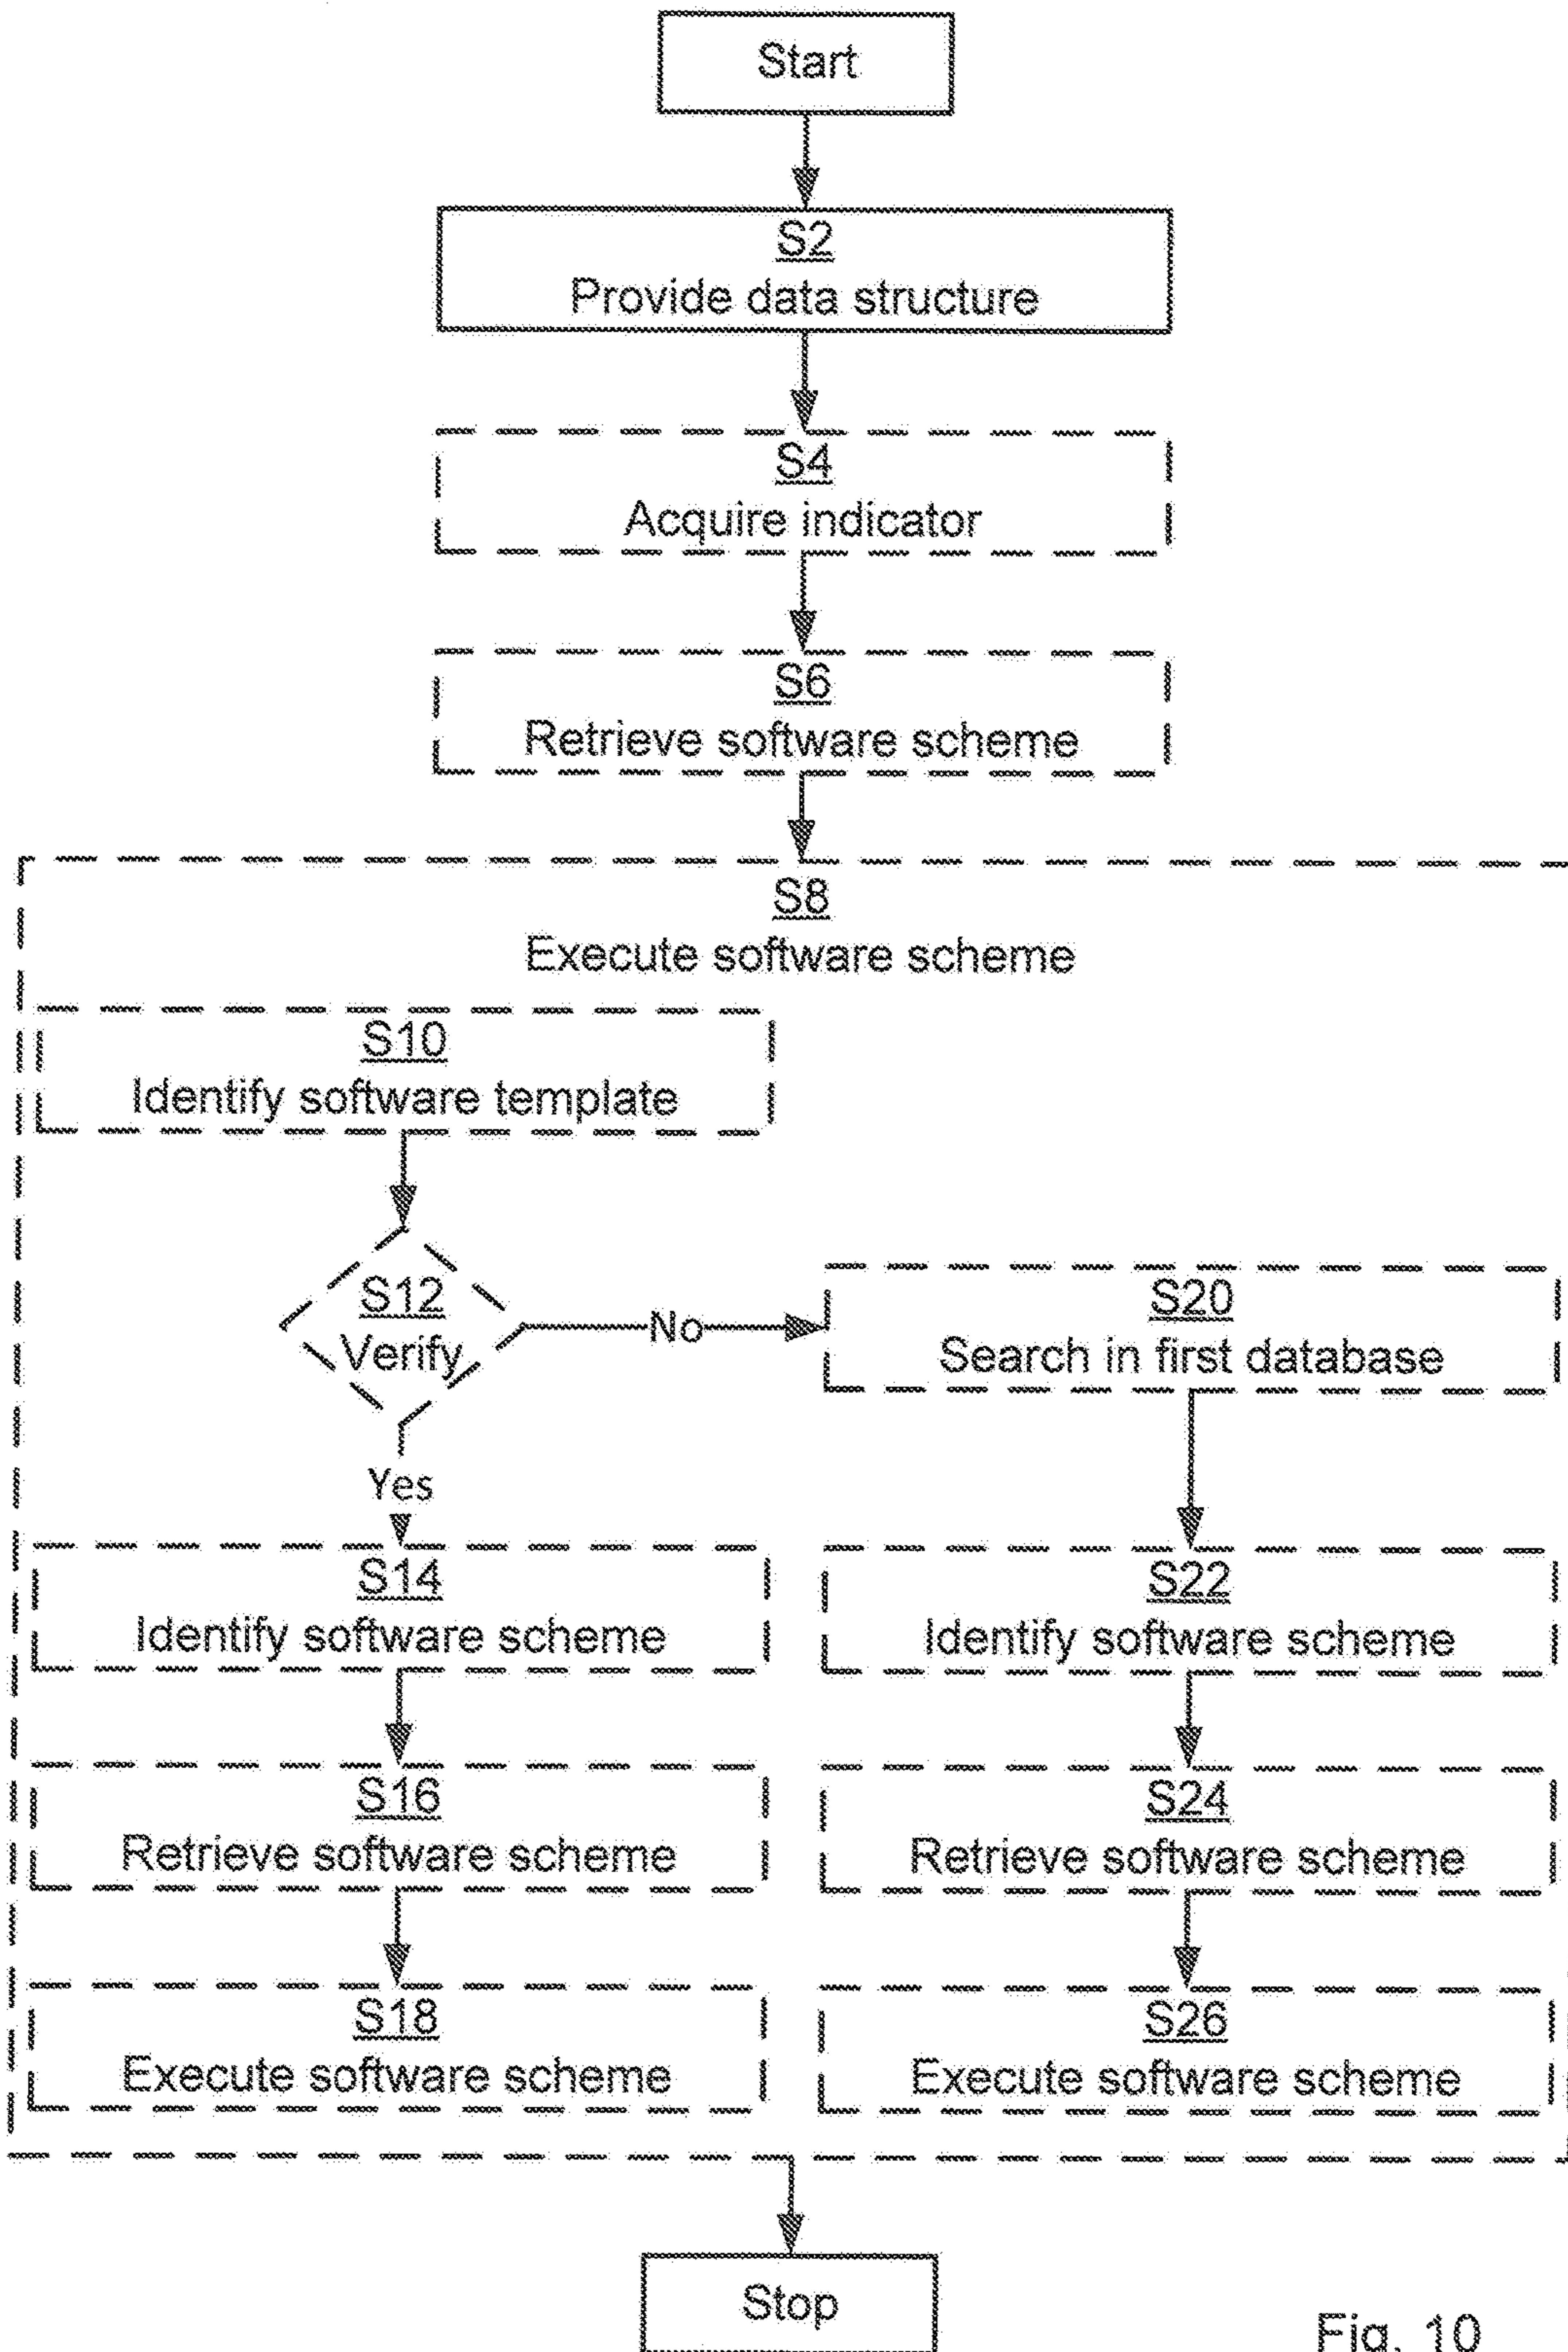 Start
S2
Provide data structure
S4
Acquire indicator
S6
Retrieve software scheme
S8
Execute software scheme
S10
Identify software template
S12
Verify
No
Yes
S20
Search in first database
S14
Identify software scheme
S22
Identify software scheme
S16
Retrieve software scheme
S24
Retrieve software scheme
S18
Execute software scheme
S26
Execute software scheme
Stop
Fig. 10